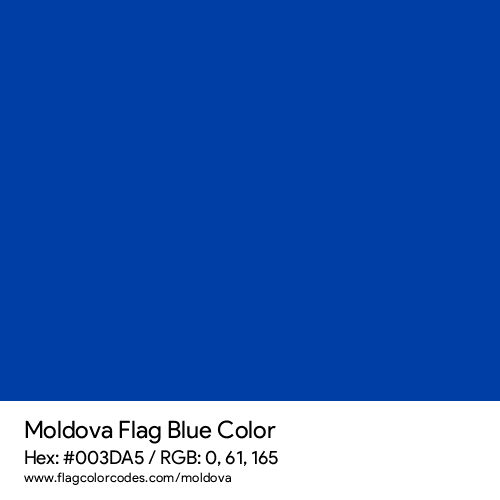 Moldova Flag Blue Color
Hex: #003DA5 / RGB: 0, 61, 165
www.flagcolorcodes.com/moldova